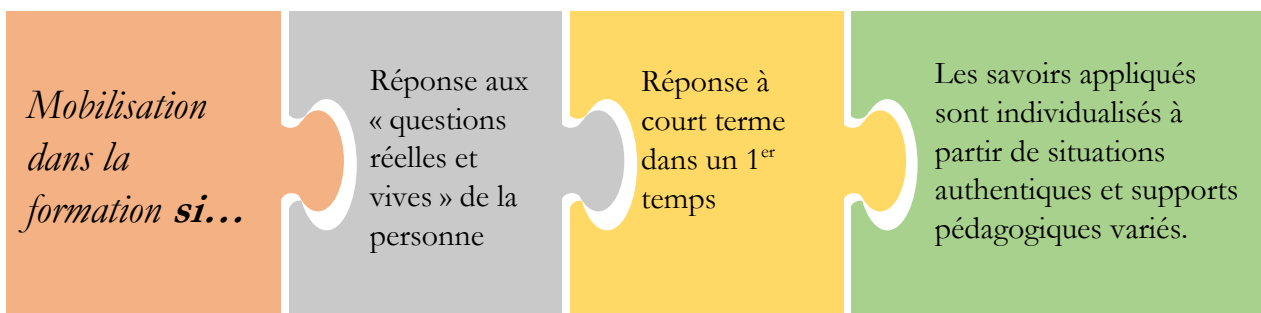 Mobilisation
dans la
formation si...
Réponse aux
« questions
réelles et
vives » de la
personne
Réponse à
court terme
dans un 1er
temps
Les savoirs appliqués
sont individualisés à
partir de situations
authentiques et supports
pédagogiques variés.